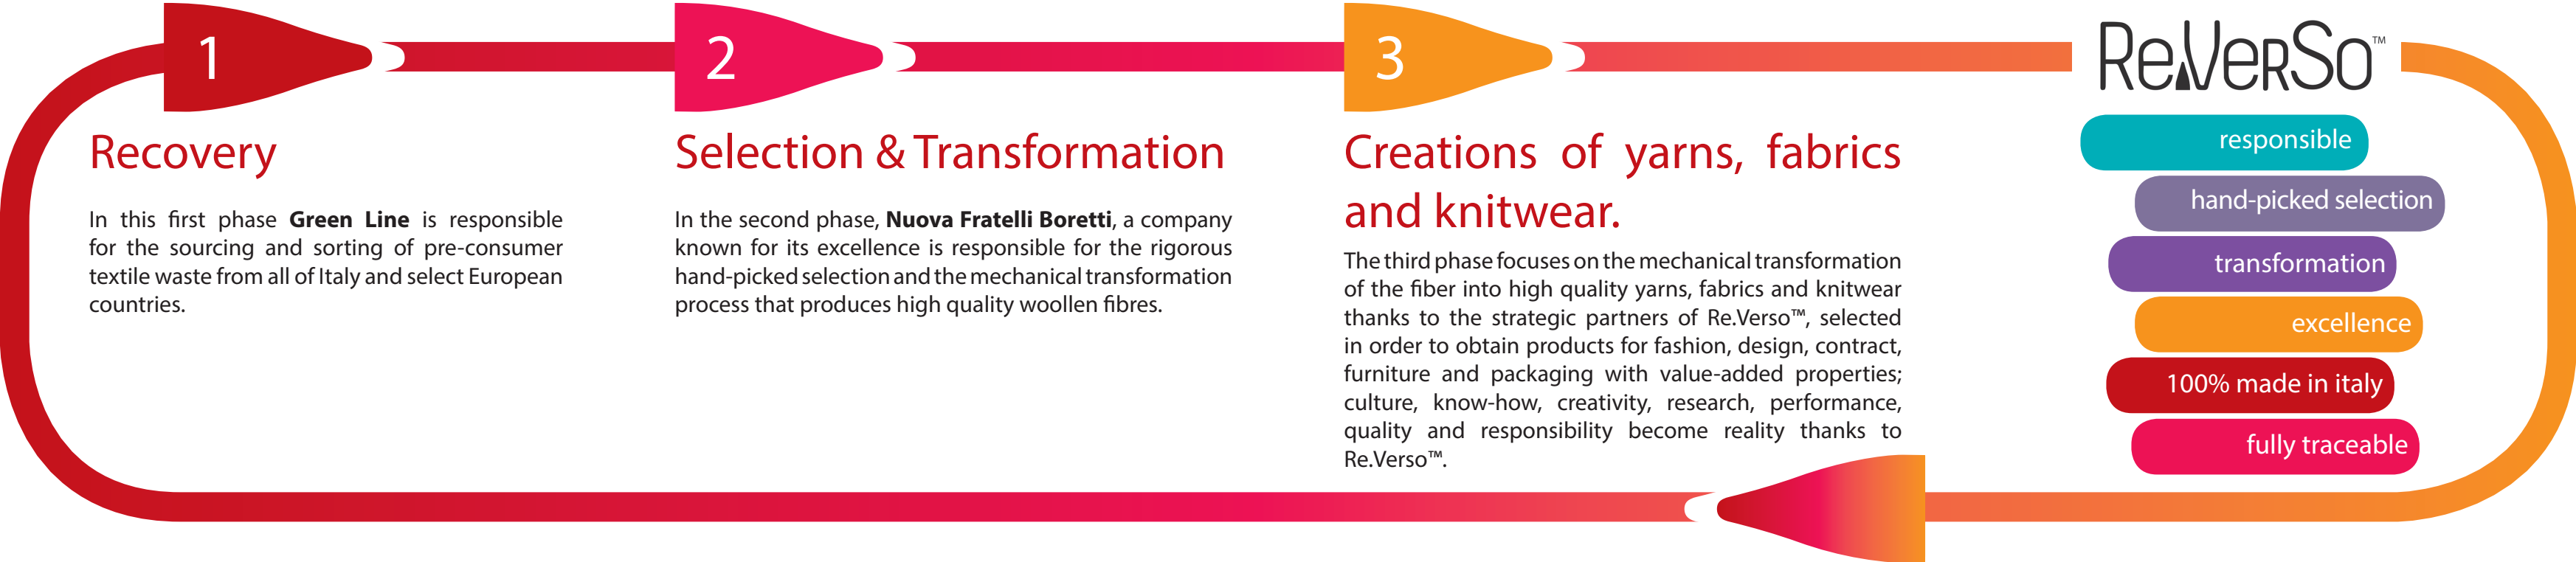 1
Recovery
In this first phase Green Line is responsible
for the sourcing and sorting of pre-consumer
textile waste from all of Italy and select European
countries.
2
Selection & Transformation
In the second phase, Nuova Fratelli Boretti, a company
known for its excellence is responsible for the rigorous
hand-picked selection and the mechanical transformation
process that produces high quality woollen fibres.
3
Creations of yarns, fabrics
and knitwear.
The third phase focuses on the mechanical transformation
of the fiber into high quality yarns, fabrics and knitwear
thanks to the strategic partners of Re.Verso™, selected
in order to obtain products for fashion, design, contract,
furniture and packaging with value-added properties;
culture, know-how, creativity, research, performance,
quality and responsibility become reality thanks to
Re.Verso™.
Re.VerSo™
responsible
hand-picked selection
transformation
excellence
100% made in italy
fully traceable